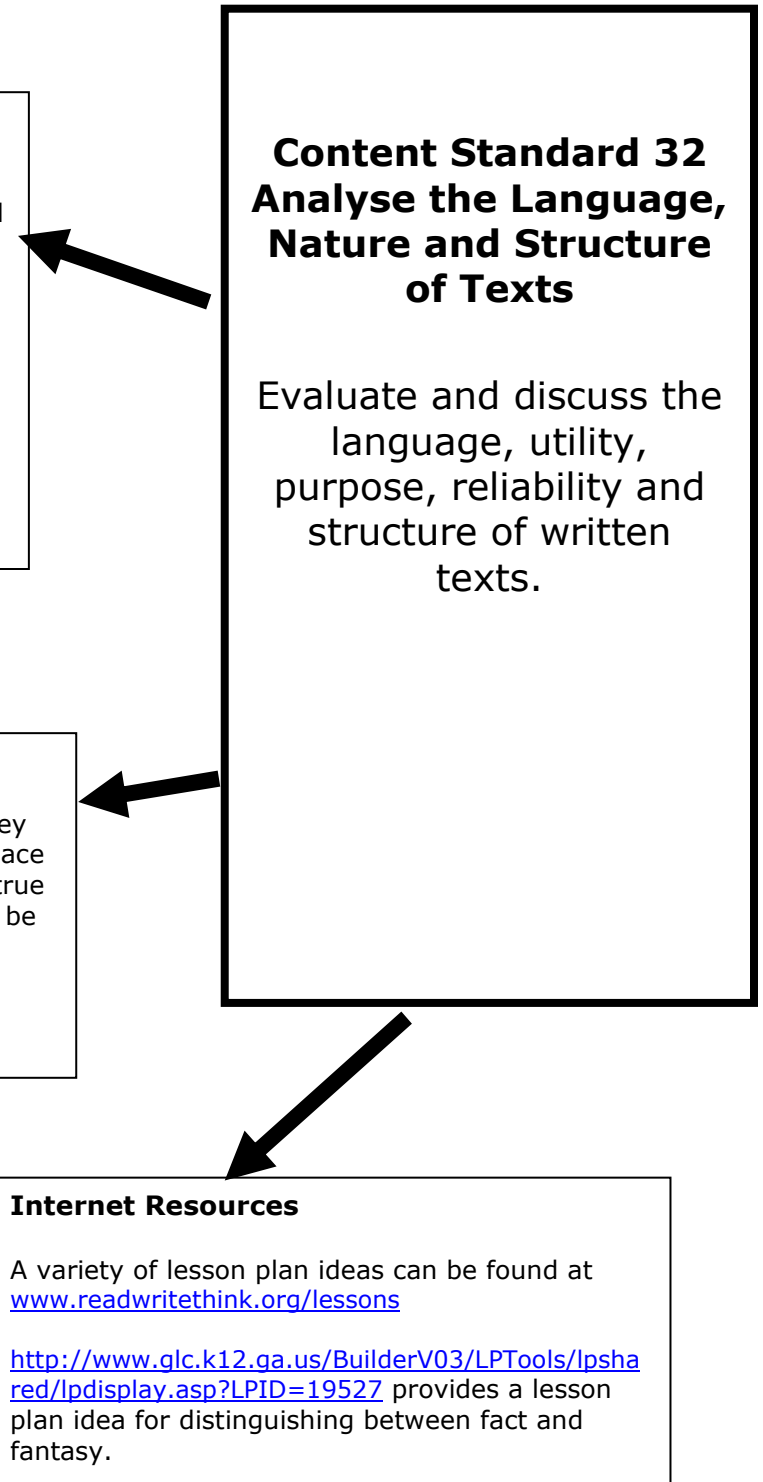 Content Standard 32
Analyse the Language,
Nature and Structure
of Texts
Evaluate and discuss the
language, utility,
purpose, reliability and
structure of written
texts.
true
be
Internet Resources
A variety of lesson plan ideas can be found at
www.readwritethink.org/lessons
http://www.glc.k12.ga.us/BuilderV03/LPTools/lpsha
red/lpdisplay.asp?LPID=19527 provides a lesson
plan idea for distinguishing between fact and
fantasy.